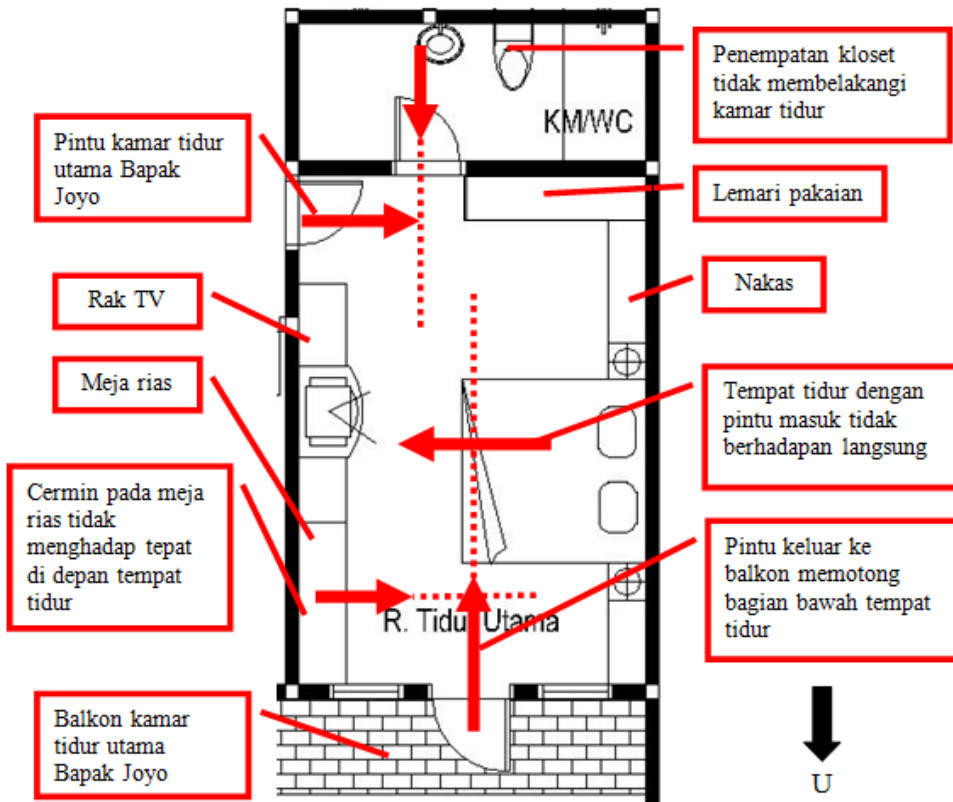 Penempatan kloset
tidak membelakangi
kamar tidur
KM/WC
Pintu kamar tidur
utama Bapak
Joyo
Lemari pakaian
Nakas
Rak TV
Meja rias
Tempat tidur dengan
pintu masuk tidak
berhadapan langsung
Cermin pada meja
rias tidak
menghadap tepat
di depan tempat
tidur
Pintu keluar ke
balkon memotong
bagian bawah tempat
tidur
R. Tidur Utama
Balkon kamar
tidur utama
Bapak Joyo
U